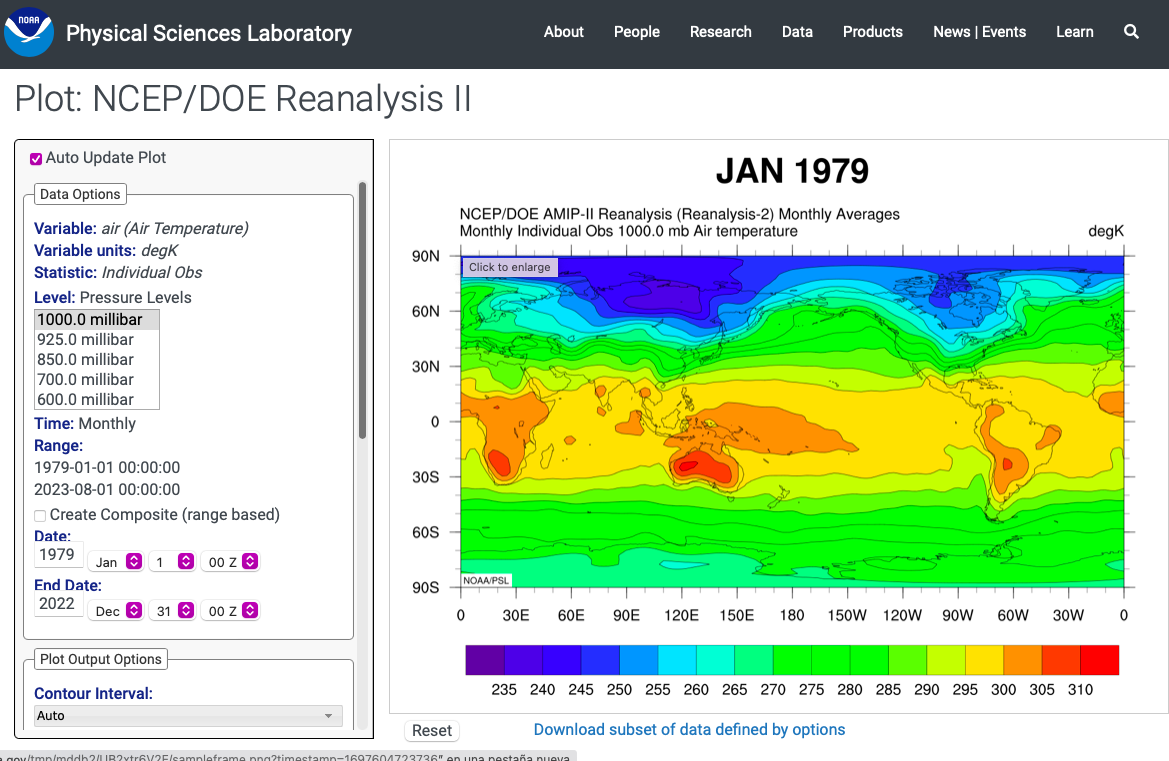 NOAA
Physical Sciences Laboratory
About People Research Data Products News | Events Learn
Plot: NCEP/DOE Reanalysis II
Auto Update Plot
Data Options
Variable: air (Air Temperature)
Variable units: degK
Statistic: Individual Obs
Level: Pressure Levels
1000.0 millibar
925.0 millibar
850.0 millibar
700.0 millibar
600.0 millibar
Time: Monthly
Range:
1979-01-01 00:00:00
2023-08-01 00:00:00
Create Composite (range based)
Date:
1979 Jan 1 00 Z
End Date:
2022 Dec 31 00 Z
Plot Output Options
Contour Interval:
Auto
JAN 1979
NCEP/DOE AMIP-II Reanalysis (Reanalysis-2) Monthly Averages
Monthly Individual Obs 1000.0 mb Air temperature degK
Click to enlarge
90N
60N
30N
0
30S
60S
90S
NOAA/PSL
0 30E 60E 90E 120E 150E 180 150W 120W 90W 60W 30W 0
235 240 245 250 255 260 265 270 275 280 285 290 295 300 305 310
Reset
Download subset of data defined by options
a.gov/tmp/mddb2/UB2xtr6V2E/sampleframe.png?timestamp=1697604723736" en una pestaña nueva